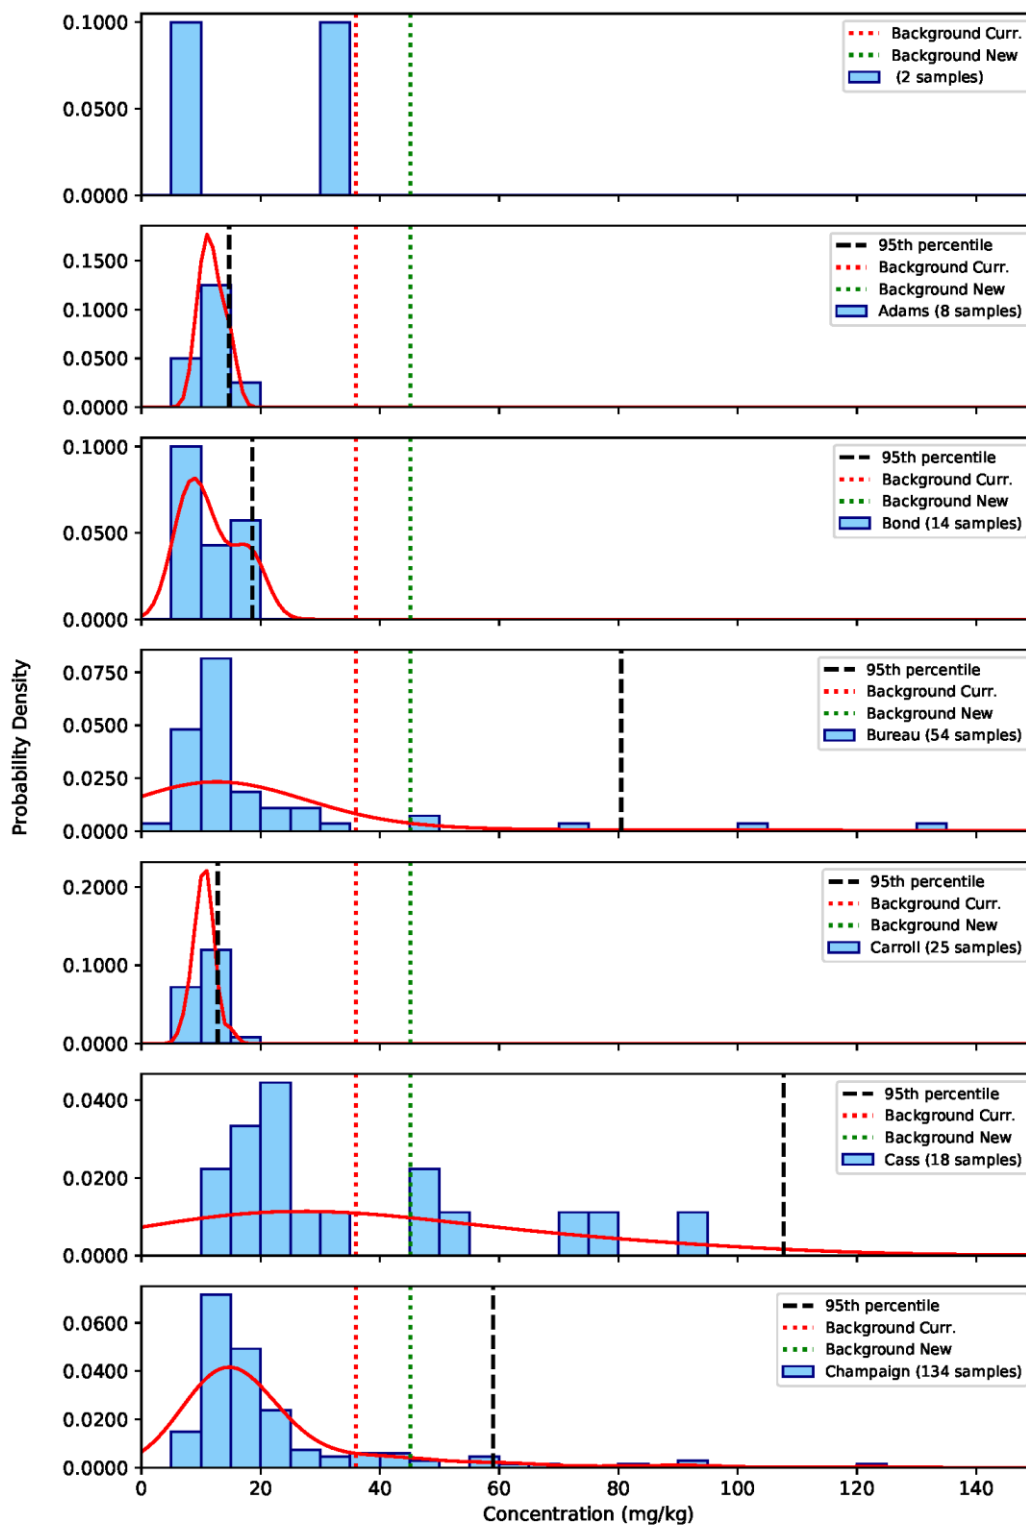 0.1000
0.0500
0.0000
Background Curr.
Background New
(2 samples)
0.1500
0.1000
0.0500
0.0000
95th percentile
Background Curr.
Background New
Adams (8 samples)
0.1000
0.0500
0.0000
95th percentile
Background Curr.
Background New
Bond (14 samples)
Probability Density
0.0750
0.0500
0.0250
0.0000
95th percentile
Background Curr.
Background New
Bureau (54 samples)
0.2000
0.1000
0.0000
95th percentile
Background Curr.
Background New
Carroll (25 samples)
0.0400
0.0200
0.0000
95th percentile
Background Curr.
Background New
Cass (18 samples)
0.0600
0.0400
0.0200
0.0000
95th percentile
Background Curr.
Background New
Champaign (134 samples)
0 20 40 60 80 100 120 140
Concentration (mg/kg)